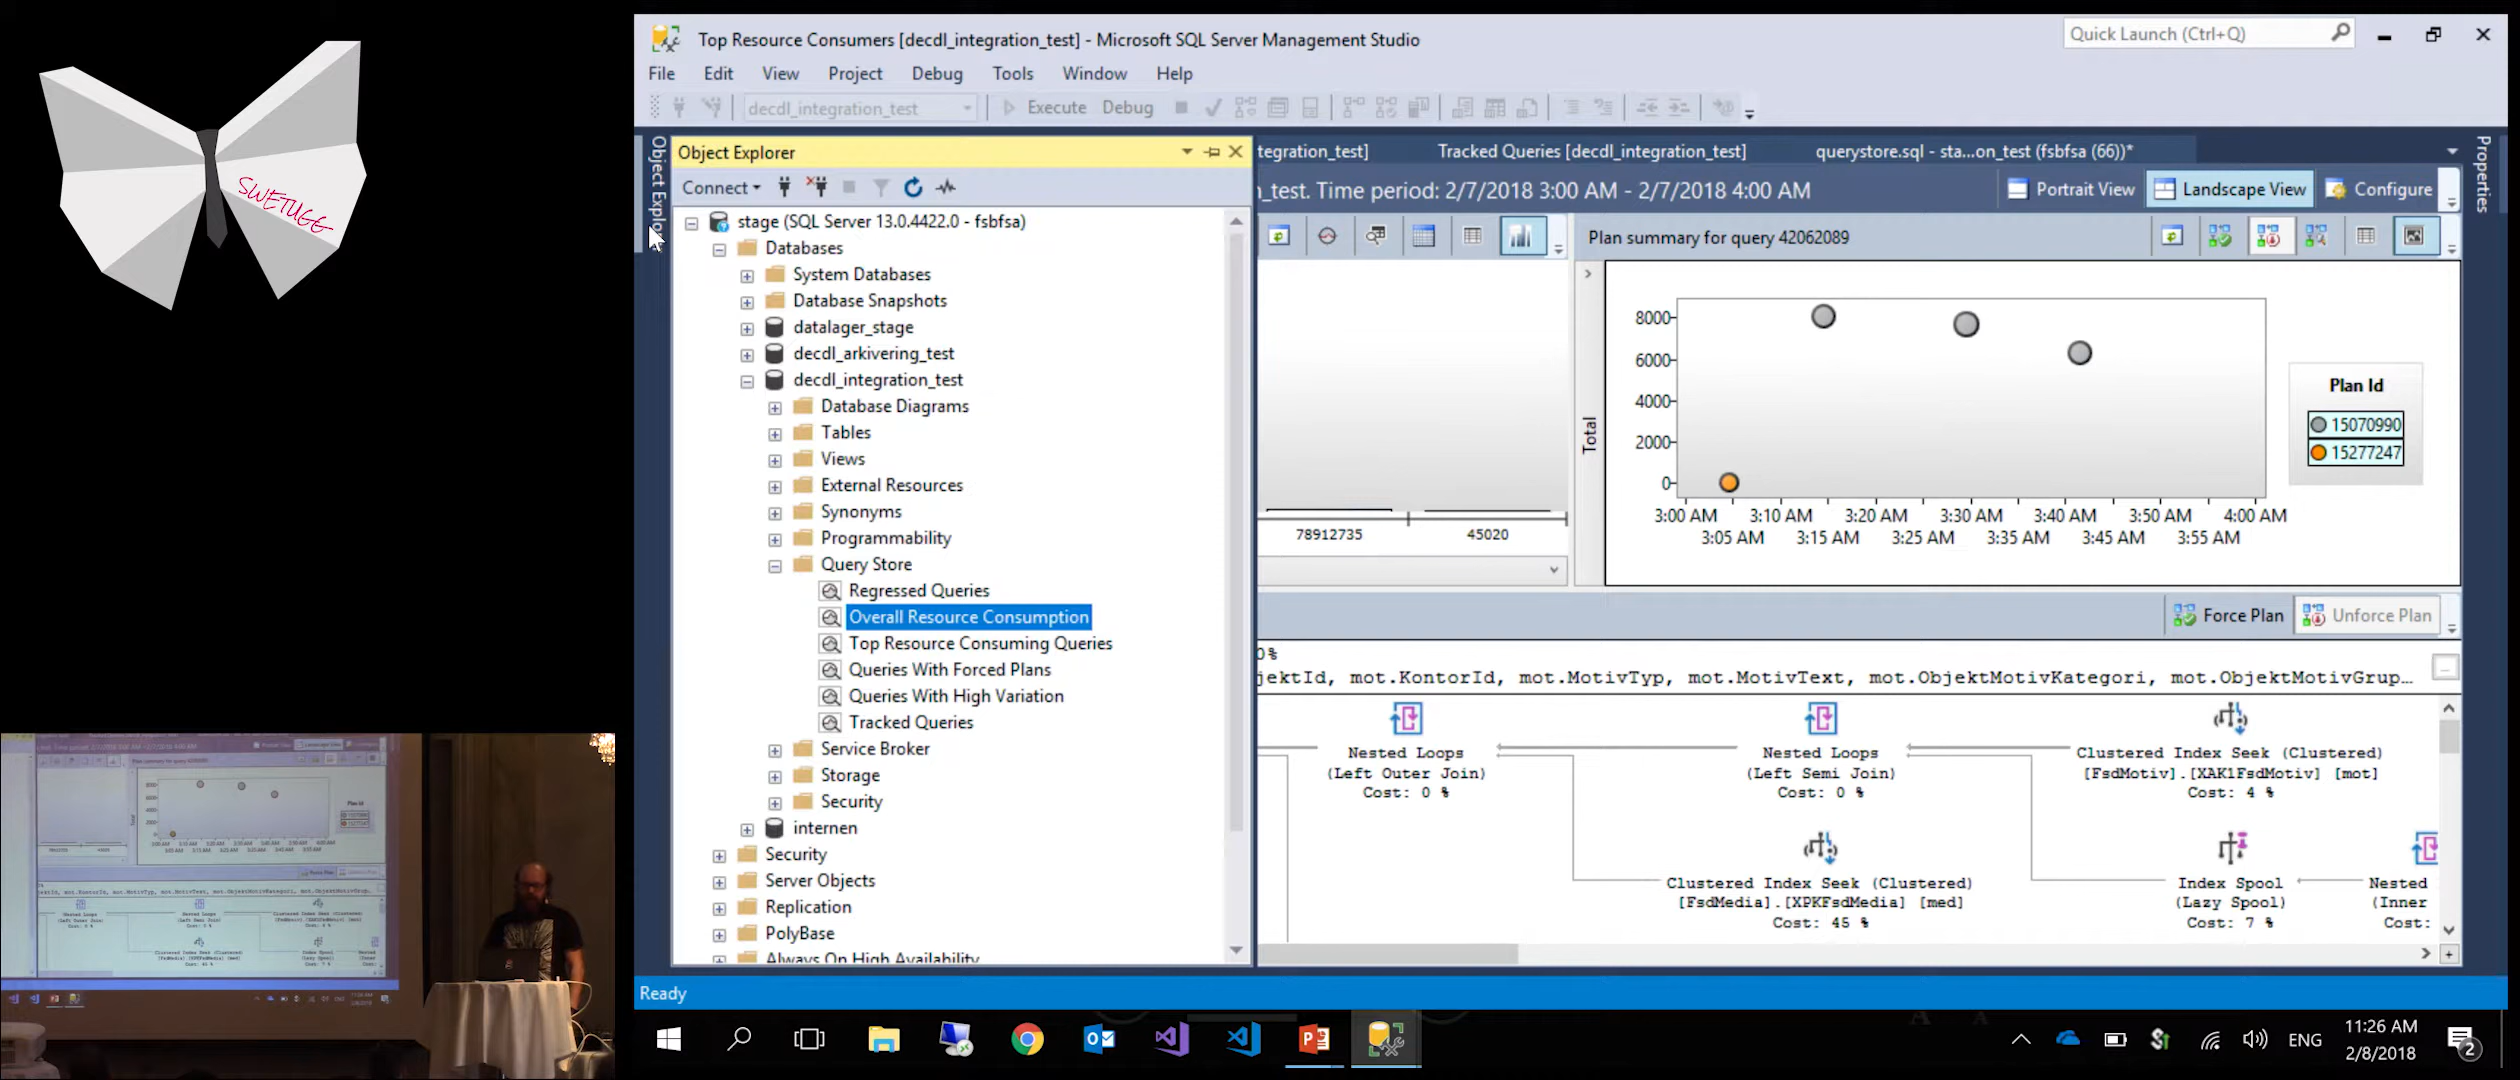 SWETUGG
Top Resource Consumers [decdl_integration_test] - Microsoft SQL Server Management Studio
Quick Launch (Ctrl+Q)
File Edit View Project Debug Tools Window Help
decdl_integration_test Execute Debug
Object Explorer
Object Explorer
Connect
stage (SQL Server 13.0.4422.0 - fsbfsa)
Databases
System Databases
Database Snapshots
datalager_stage
decdl_arkivering_test
decdl_integration_test
Database Diagrams
Tables
Views
External Resources
Synonyms
Programmability
Query Store
Regressed Queries
Overall Resource Consumption
Top Resource Consuming Queries
Queries With Forced Plans
Queries With High Variation
Tracked Queries
Service Broker
Storage
Security
internen
Security
Server Objects
Replication
PolyBase
Always On High Availability
tegration_test] Tracked Queries [decdl_integration_test] querystore.sql - sta...on_test (fsbfsa (66))*
Properties
_test. Time period: 2/7/2018 3:00 AM - 2/7/2018 4:00 AM
Portrait View Landscape View Configure
Plan summary for query 42062089
Total
8000
6000
4000
2000
0
3:00 AM 3:10 AM 3:20 AM 3:30 AM 3:40 AM 3:50 AM 4:00 AM
3:05 AM 3:15 AM 3:25 AM 3:35 AM 3:45 AM 3:55 AM
Plan Id
15070990
15277247
78912735 45020
Force Plan Unforce Plan
0%
jektId, mot.KontorId, mot.MotivTyp, mot.MotivText, mot.ObjektMotivKategori, mot.ObjektMotivGrup...
Nested Loops
(Left Outer Join)
Cost: 0 %
Nested Loops
(Left Semi Join)
Cost: 0 %
Clustered Index Seek (Clustered)
[FsdMotiv].[XAK1FsdMotiv] [mot]
Cost: 4 %
Clustered Index Seek (Clustered)
[FsdMedia].[XPKFsdMedia] [med]
Cost: 45 %
Index Spool
(Lazy Spool)
Cost: 7 %
Nested
(Inner
Cost:
Ready
ENG
11:26 AM
2/8/2018
2